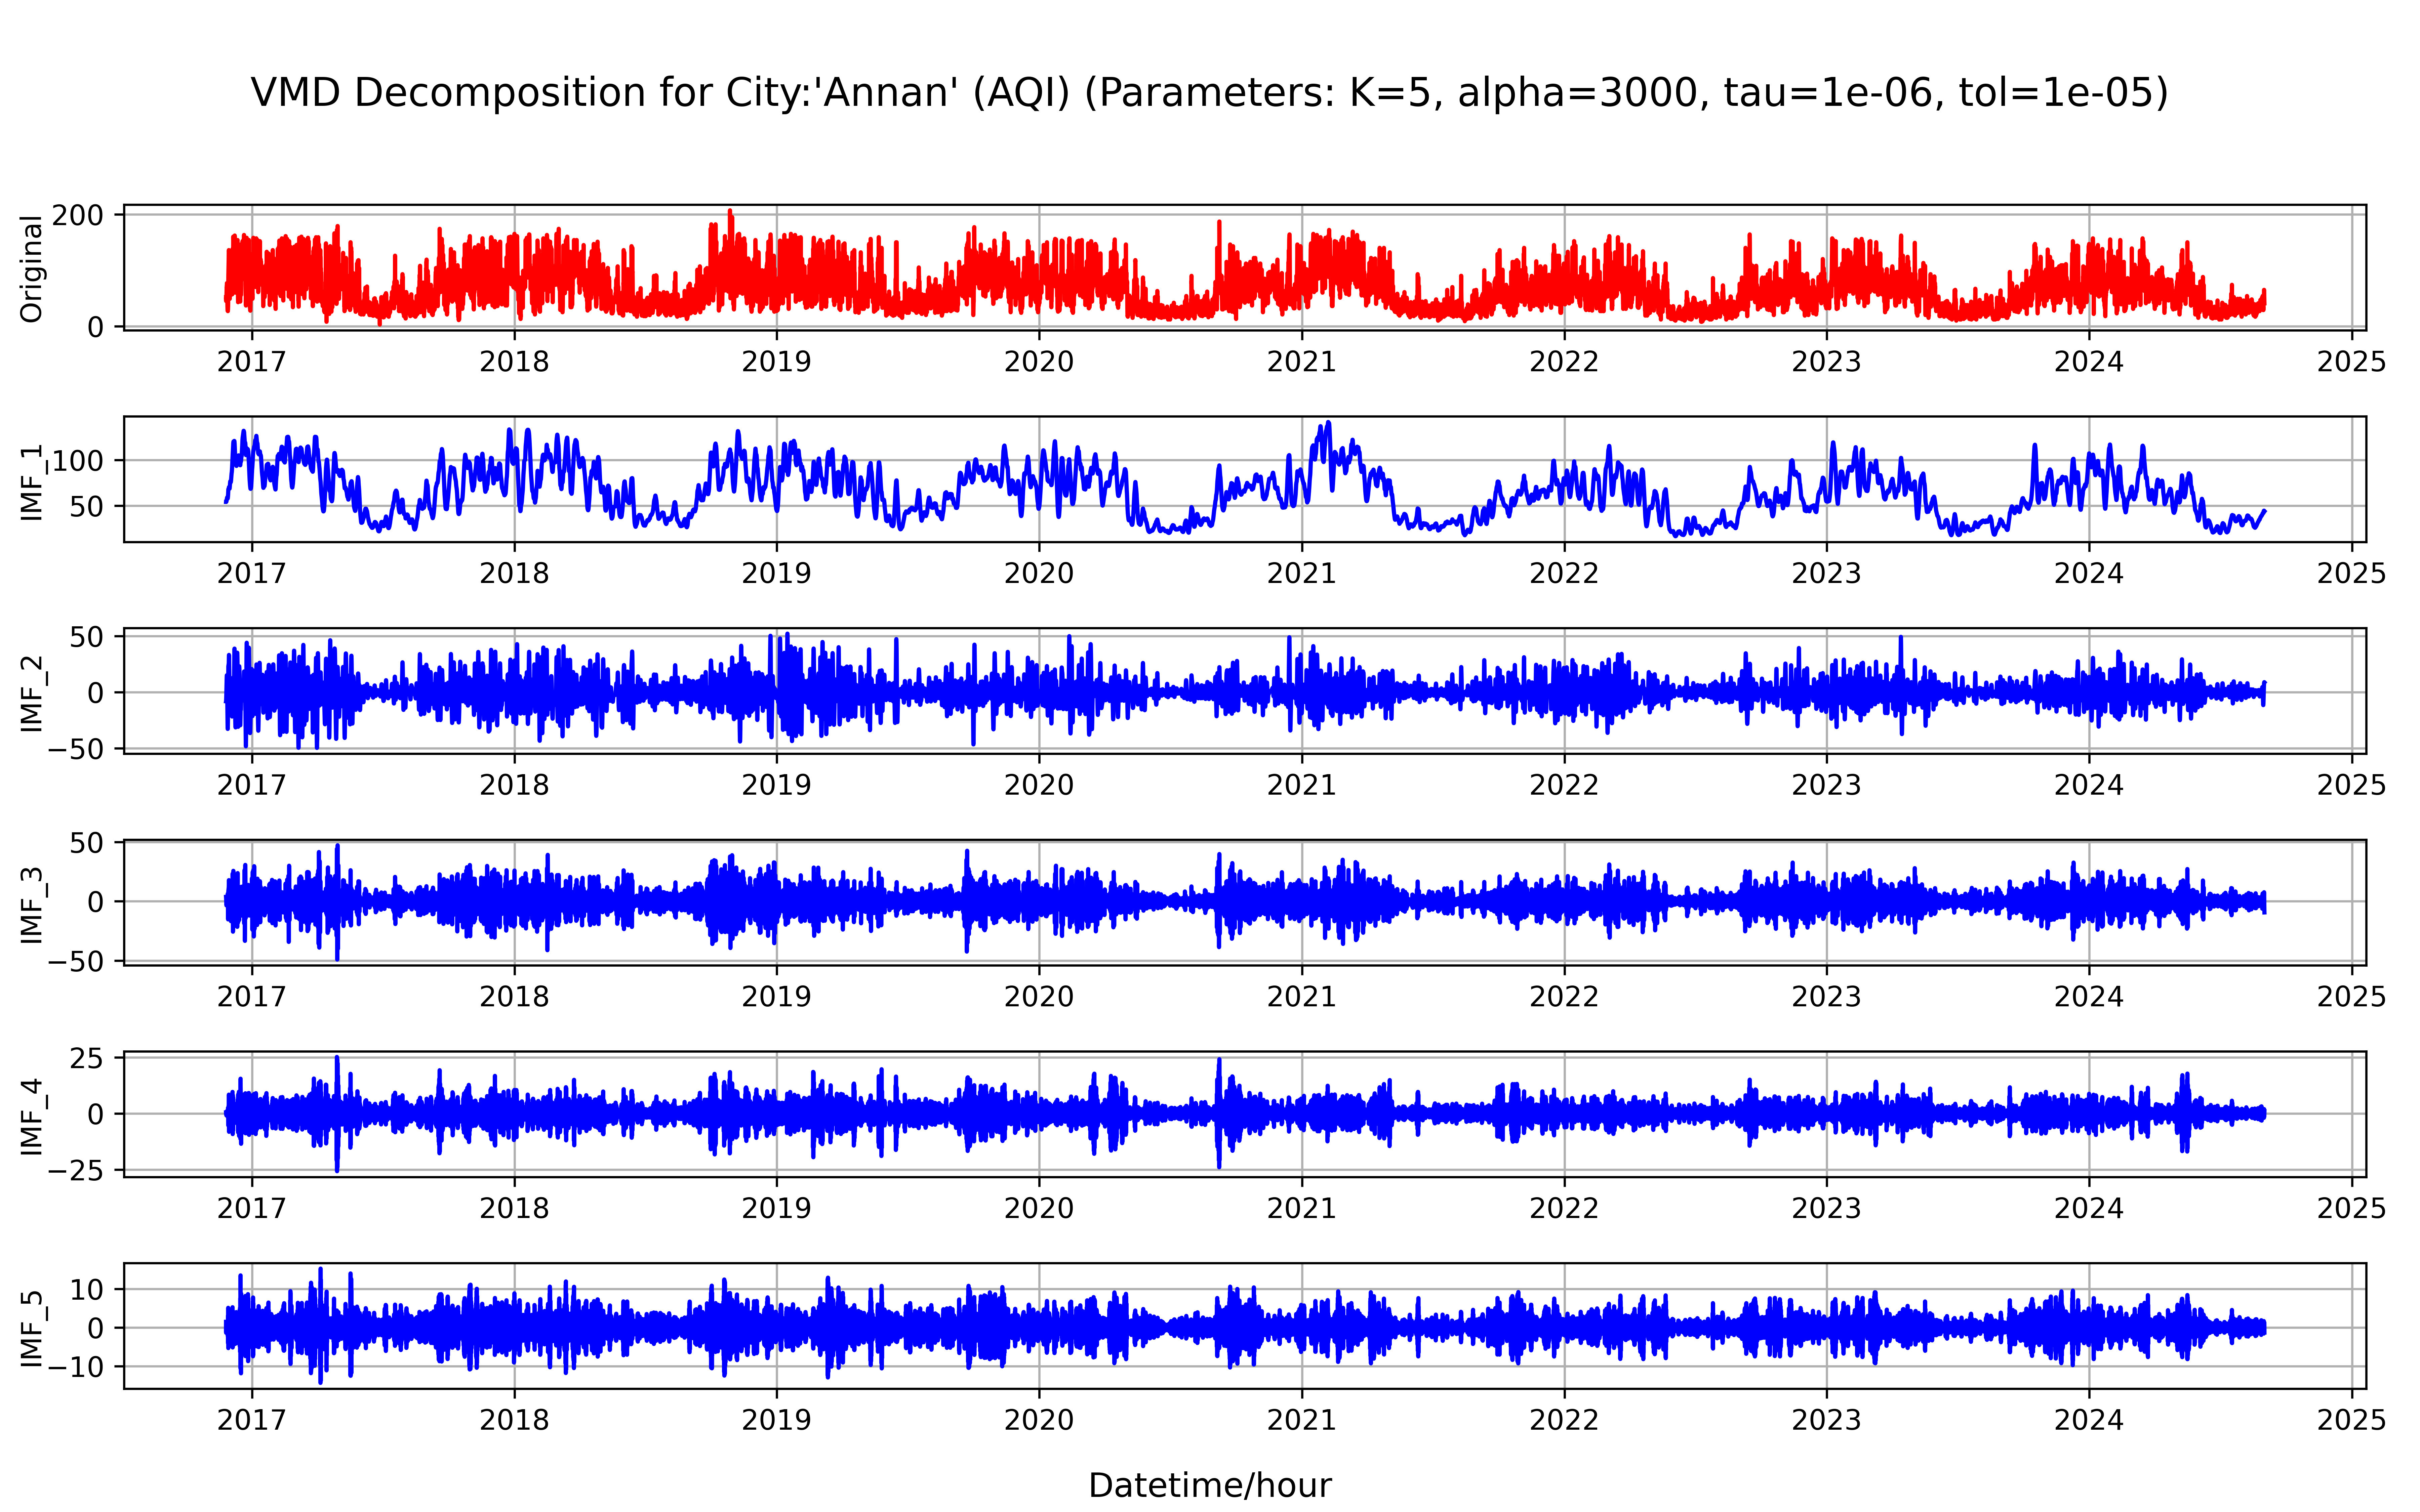 VMD Decomposition for City:'Annan' (AQI) (Parameters: K=5, alpha=3000, tau=1e-06, tol=1e-05)
Original
200
0
2017 2018 2019 2020 2021 2022 2023 2024 2025
IMF_1
100
50
2017 2018 2019 2020 2021 2022 2023 2024 2025
IMF_2
50
0
−50
2017 2018 2019 2020 2021 2022 2023 2024 2025
IMF_3
50
0
−50
2017 2018 2019 2020 2021 2022 2023 2024 2025
IMF_4
25
0
−25
2017 2018 2019 2020 2021 2022 2023 2024 2025
IMF_5
10
0
−10
2017 2018 2019 2020 2021 2022 2023 2024 2025
Datetime/hour